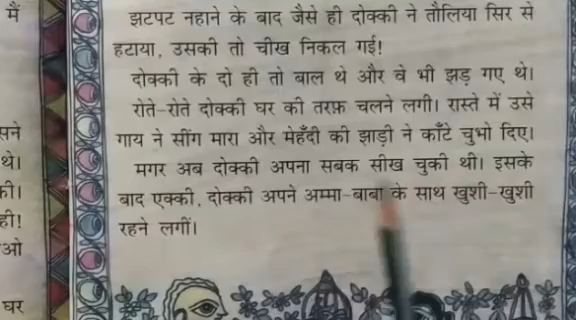 में
झटपट नहाने के बाद जैसे ही दोक्की ने तौलिया सिर से
हटाया, उसकी तो चीख निकल गई!
दोक्की के दो ही तो बाल थे और वे भी झड़ गए थे।
रोते-रोते दोक्की घर की तरफ़ चलने लगी। रास्ते में उसे
गाय ने सींग मारा और मेहँदी की झाड़ी ने काँटे चुभो दिए।
मगर अब दोक्की अपना सबक सीख चुकी थी। इसके
बाद एक्की, दोक्की अपने अम्मा-बाबा के साथ खुशी-खुशी
रहने लगीं।
थे।
ही!
घर